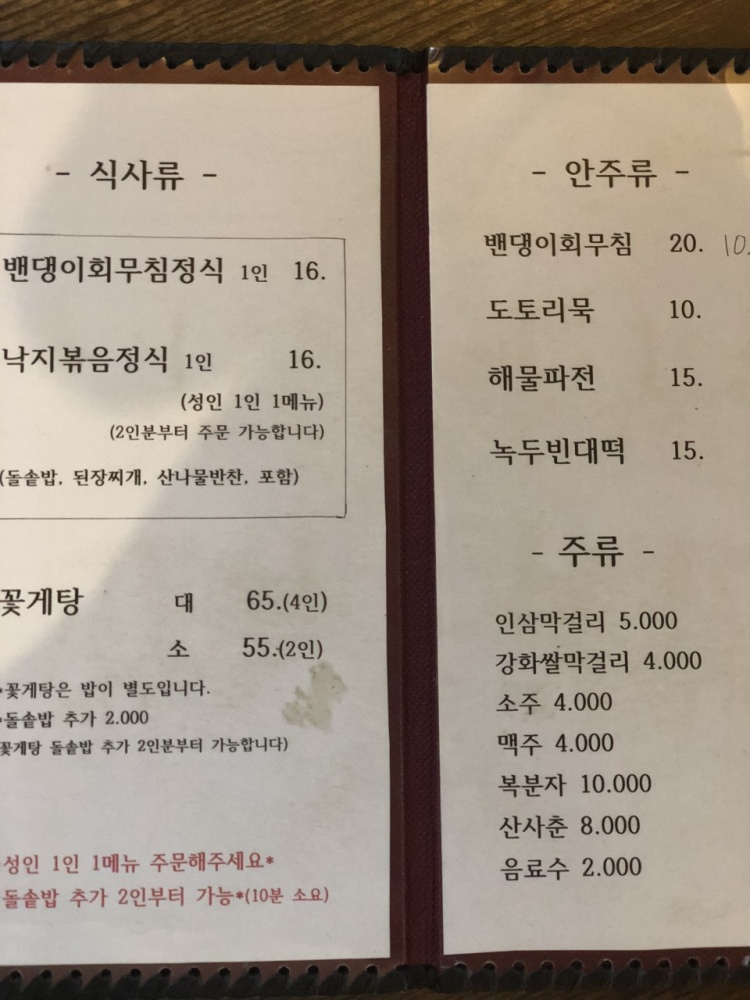 - 식사류 -
밴댕이회무침정식 1인 16.
낙지볶음정식 1인 16.
(성인 1인 1메뉴)
(2인분부터 주문 가능합니다)
(돌솥밥, 된장찌개, 산나물반찬, 포함)
꽃게탕 대 65.(4인)
소 55.(2인)
*꽃게탕은 밥이 별도입니다.
*돌솥밥 추가 2.000
꽃게탕 돌솥밥 추가 2인분부터 가능합니다)
성인 1인 1메뉴 주문해주세요*
돌솥밥 추가 2인부터 가능*(10분 소요)
- 안주류 -
밴댕이회무침 20. 10.
도토리묵 10.
해물파전 15.
녹두빈대떡 15.
- 주류 -
인삼막걸리 5.000
강화쌀막걸리 4.000
소주 4.000
맥주 4.000
복분자 10.000
산사춘 8.000
음료수 2.000